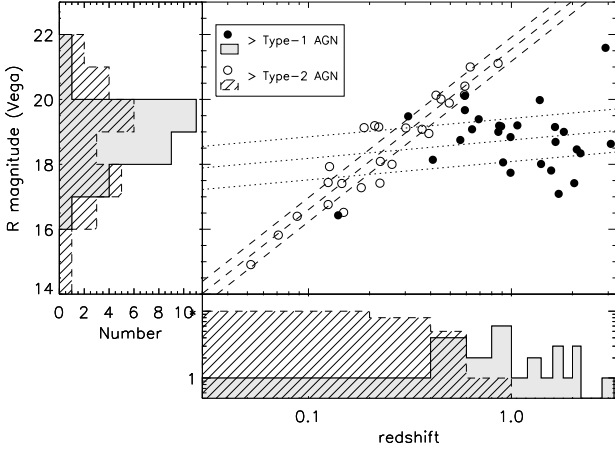 22
20
18
16
14
R magnitude (Vega)
0 2 4 6 8 10 *
Number
> Type-1 AGN
> Type-2 AGN
1
0.1 1.0
redshift